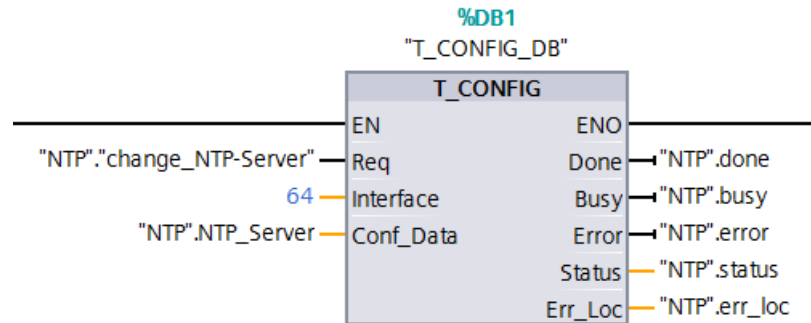 %DB1
"T_CONFIG_DB"
T_CONFIG
EN ENO
"NTP"."change_NTP-Server" Req Done "NTP".done
64 Interface Busy "NTP".busy
"NTP".NTP_Server Conf_Data Error "NTP".error
Status "NTP".status
Err_Loc "NTP".err_loc